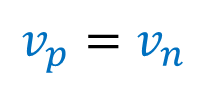 $v_p = v_n$